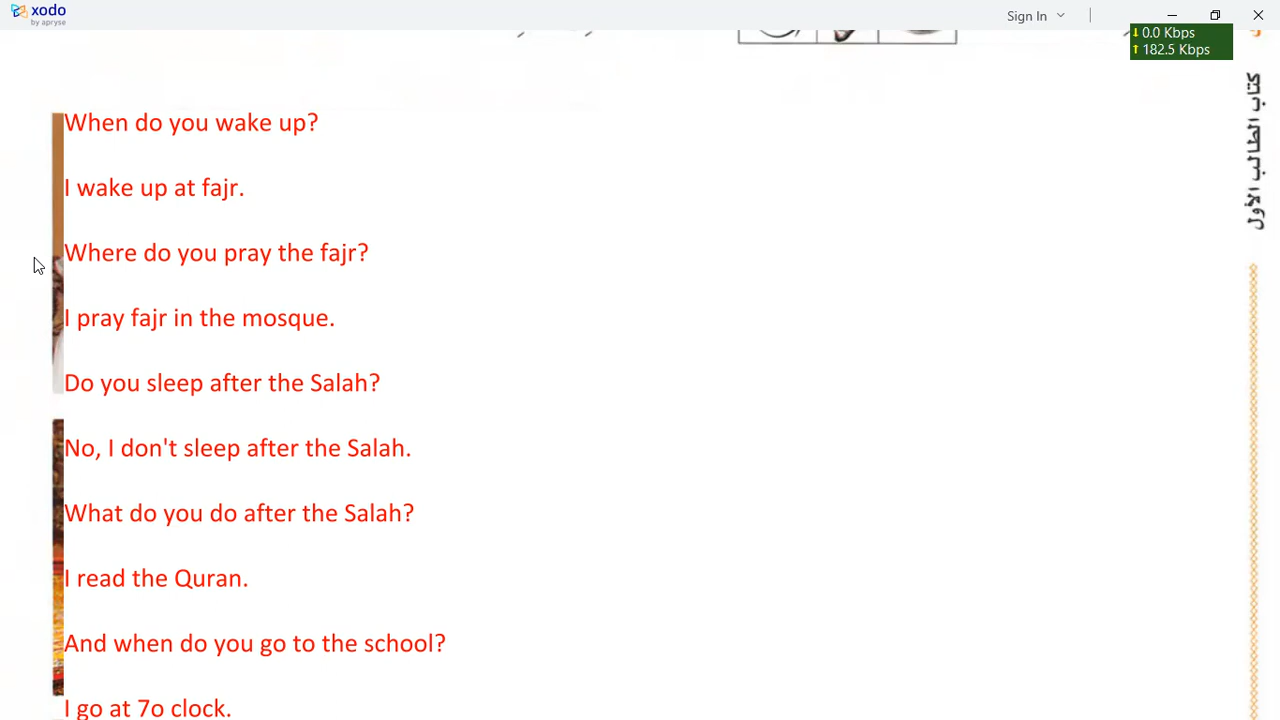 xodo
by apryse
Sign In
0.0 Kbps
182.5 Kbps
كتاب الطالب الأول
When do you wake up?
I wake up at fajr.
Where do you pray the fajr?
I pray fajr in the mosque.
Do you sleep after the Salah?
No, I don't sleep after the Salah.
What do you do after the Salah?
I read the Quran.
And when do you go to the school?
I go at 7o clock.